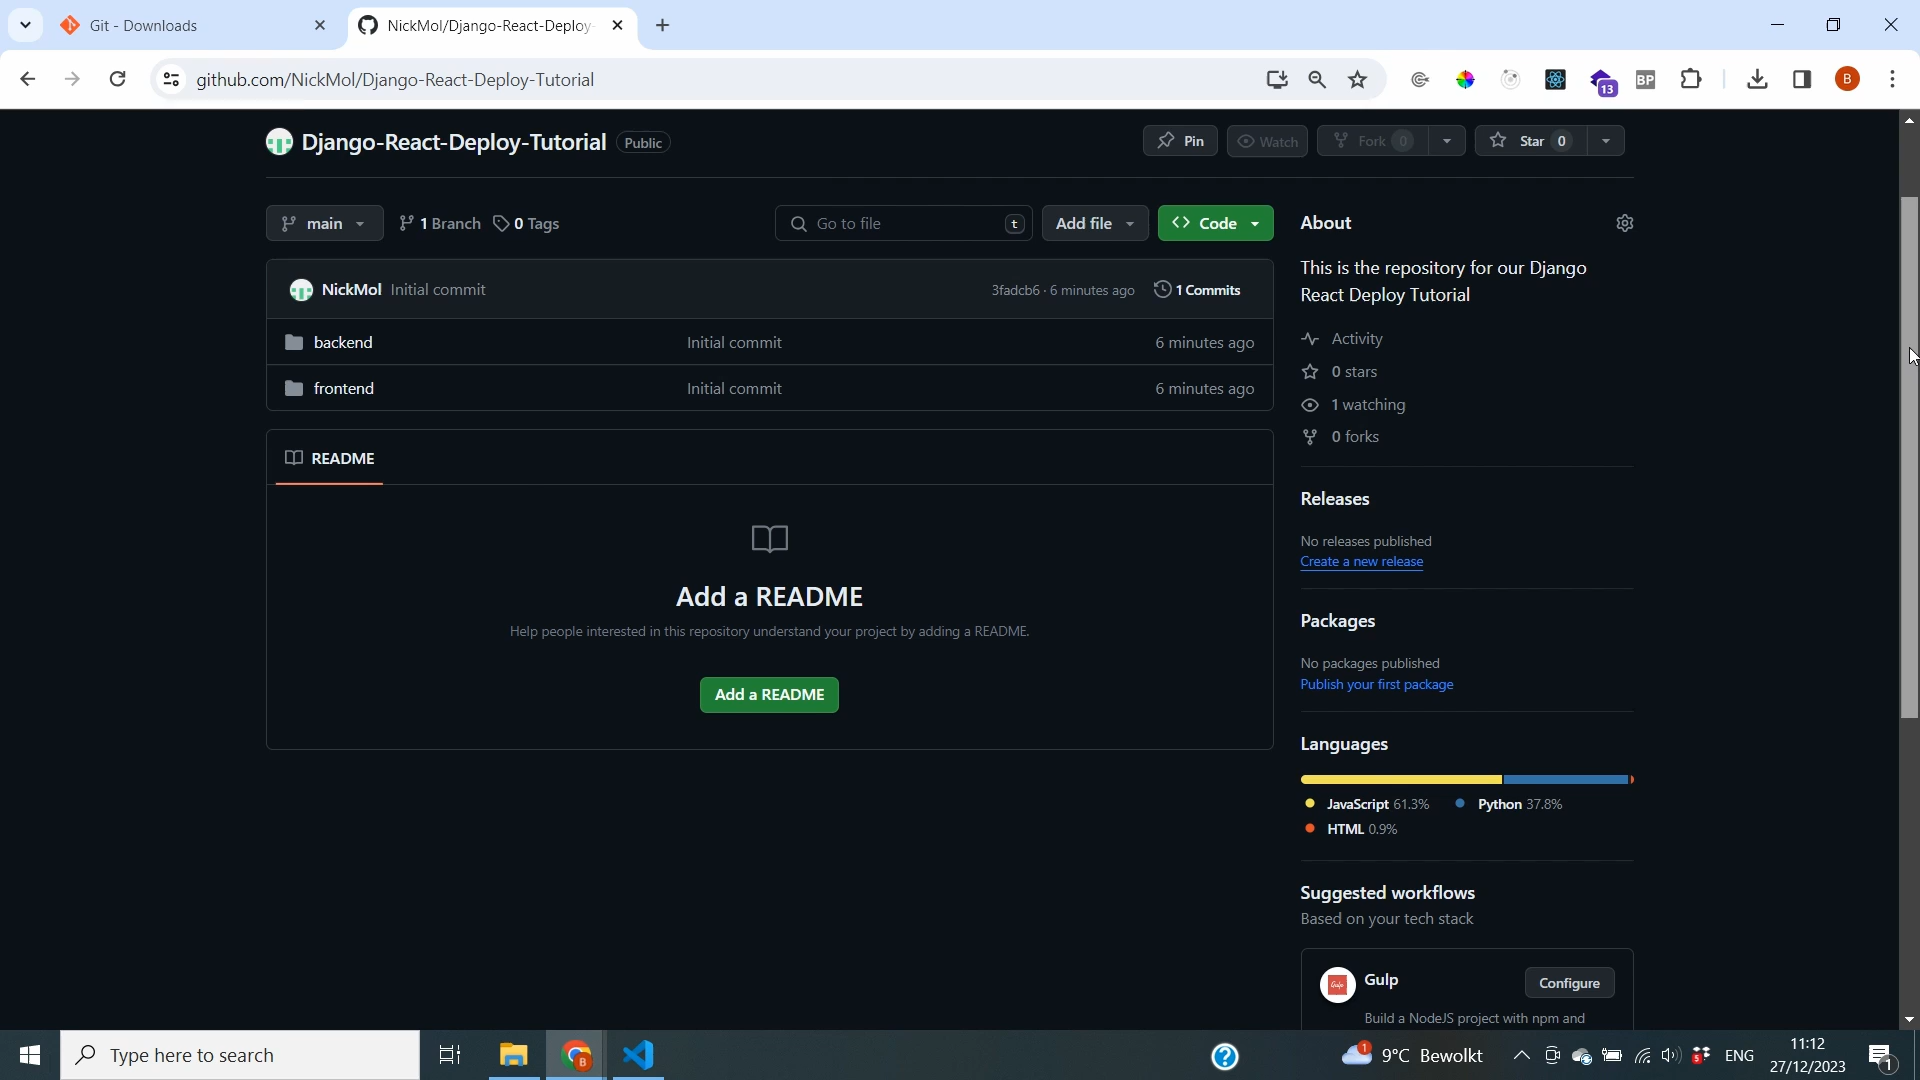 Git - Downloads
NickMol/Django-React-Deploy-
github.com/NickMol/Django-React-Deploy-Tutorial
13
BP
B
Django-React-Deploy-Tutorial Public
Pin
Watch
Fork 0
Star 0
main
1 Branch
0 Tags
Go to file
t
Add file
<> Code
NickMol Initial commit
3fadcb6 · 6 minutes ago
1 Commits
backend
Initial commit
6 minutes ago
frontend
Initial commit
6 minutes ago
README
Add a README
Help people interested in this repository understand your project by adding a README.
Add a README
About
This is the repository for our Django
React Deploy Tutorial
Activity
0 stars
1 watching
0 forks
Releases
No releases published
Create a new release
Packages
No packages published
Publish your first package
Languages
JavaScript 61.3%
Python 37.8%
HTML 0.9%
Suggested workflows
Based on your tech stack
Gulp
Gulp
Configure
Build a NodeJS project with npm and
Type here to search
B
?
1
9°C Bewolkt
5
ENG
11:12
27/12/2023
1